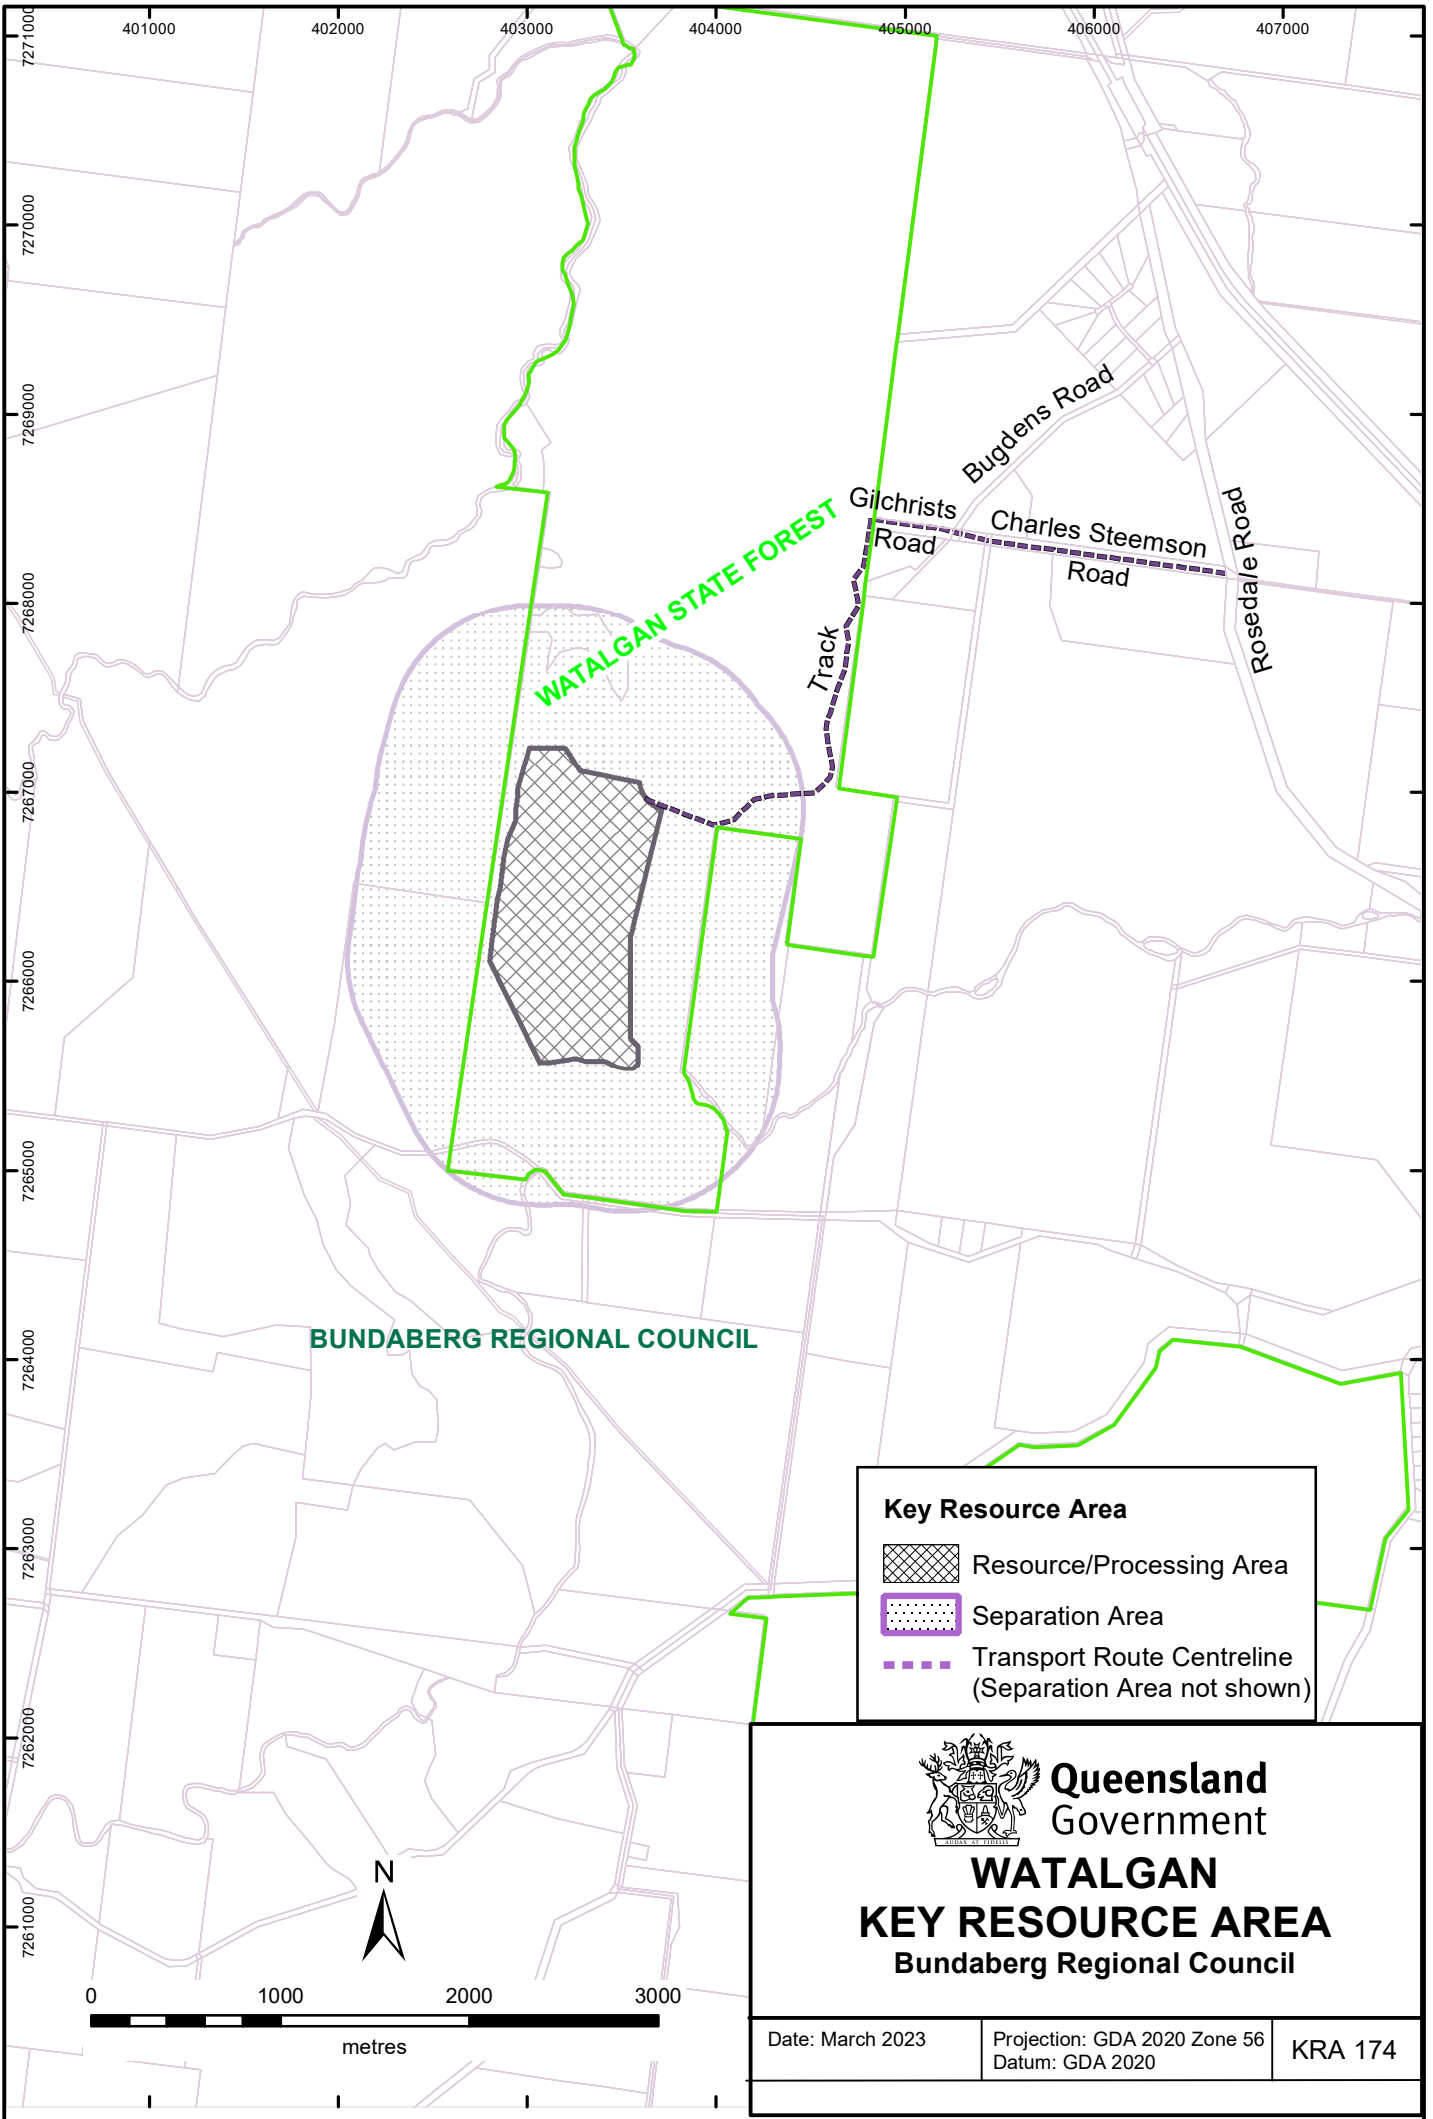 401000
402000
403000
404000
405000
406000
407000
7271000
7270000
7269000
7268000
7267000
7266000
7265000
7264000
7263000
7262000
7261000
Bugdens Road
Gilchrists
Road
Charles Steemson
Road
Rosedale Road
Track
WATALGAN STATE FOREST
BUNDABERG REGIONAL COUNCIL
Key Resource Area
Resource/Processing Area
Separation Area
Transport Route Centreline
(Separation Area not shown)
AUDAX AT FIDELIS
Queensland
Government
WATALGAN
KEY RESOURCE AREA
Bundaberg Regional Council
Date: March 2023
Projection: GDA 2020 Zone 56
Datum: GDA 2020
KRA 174
N
0
1000
2000
3000
metres